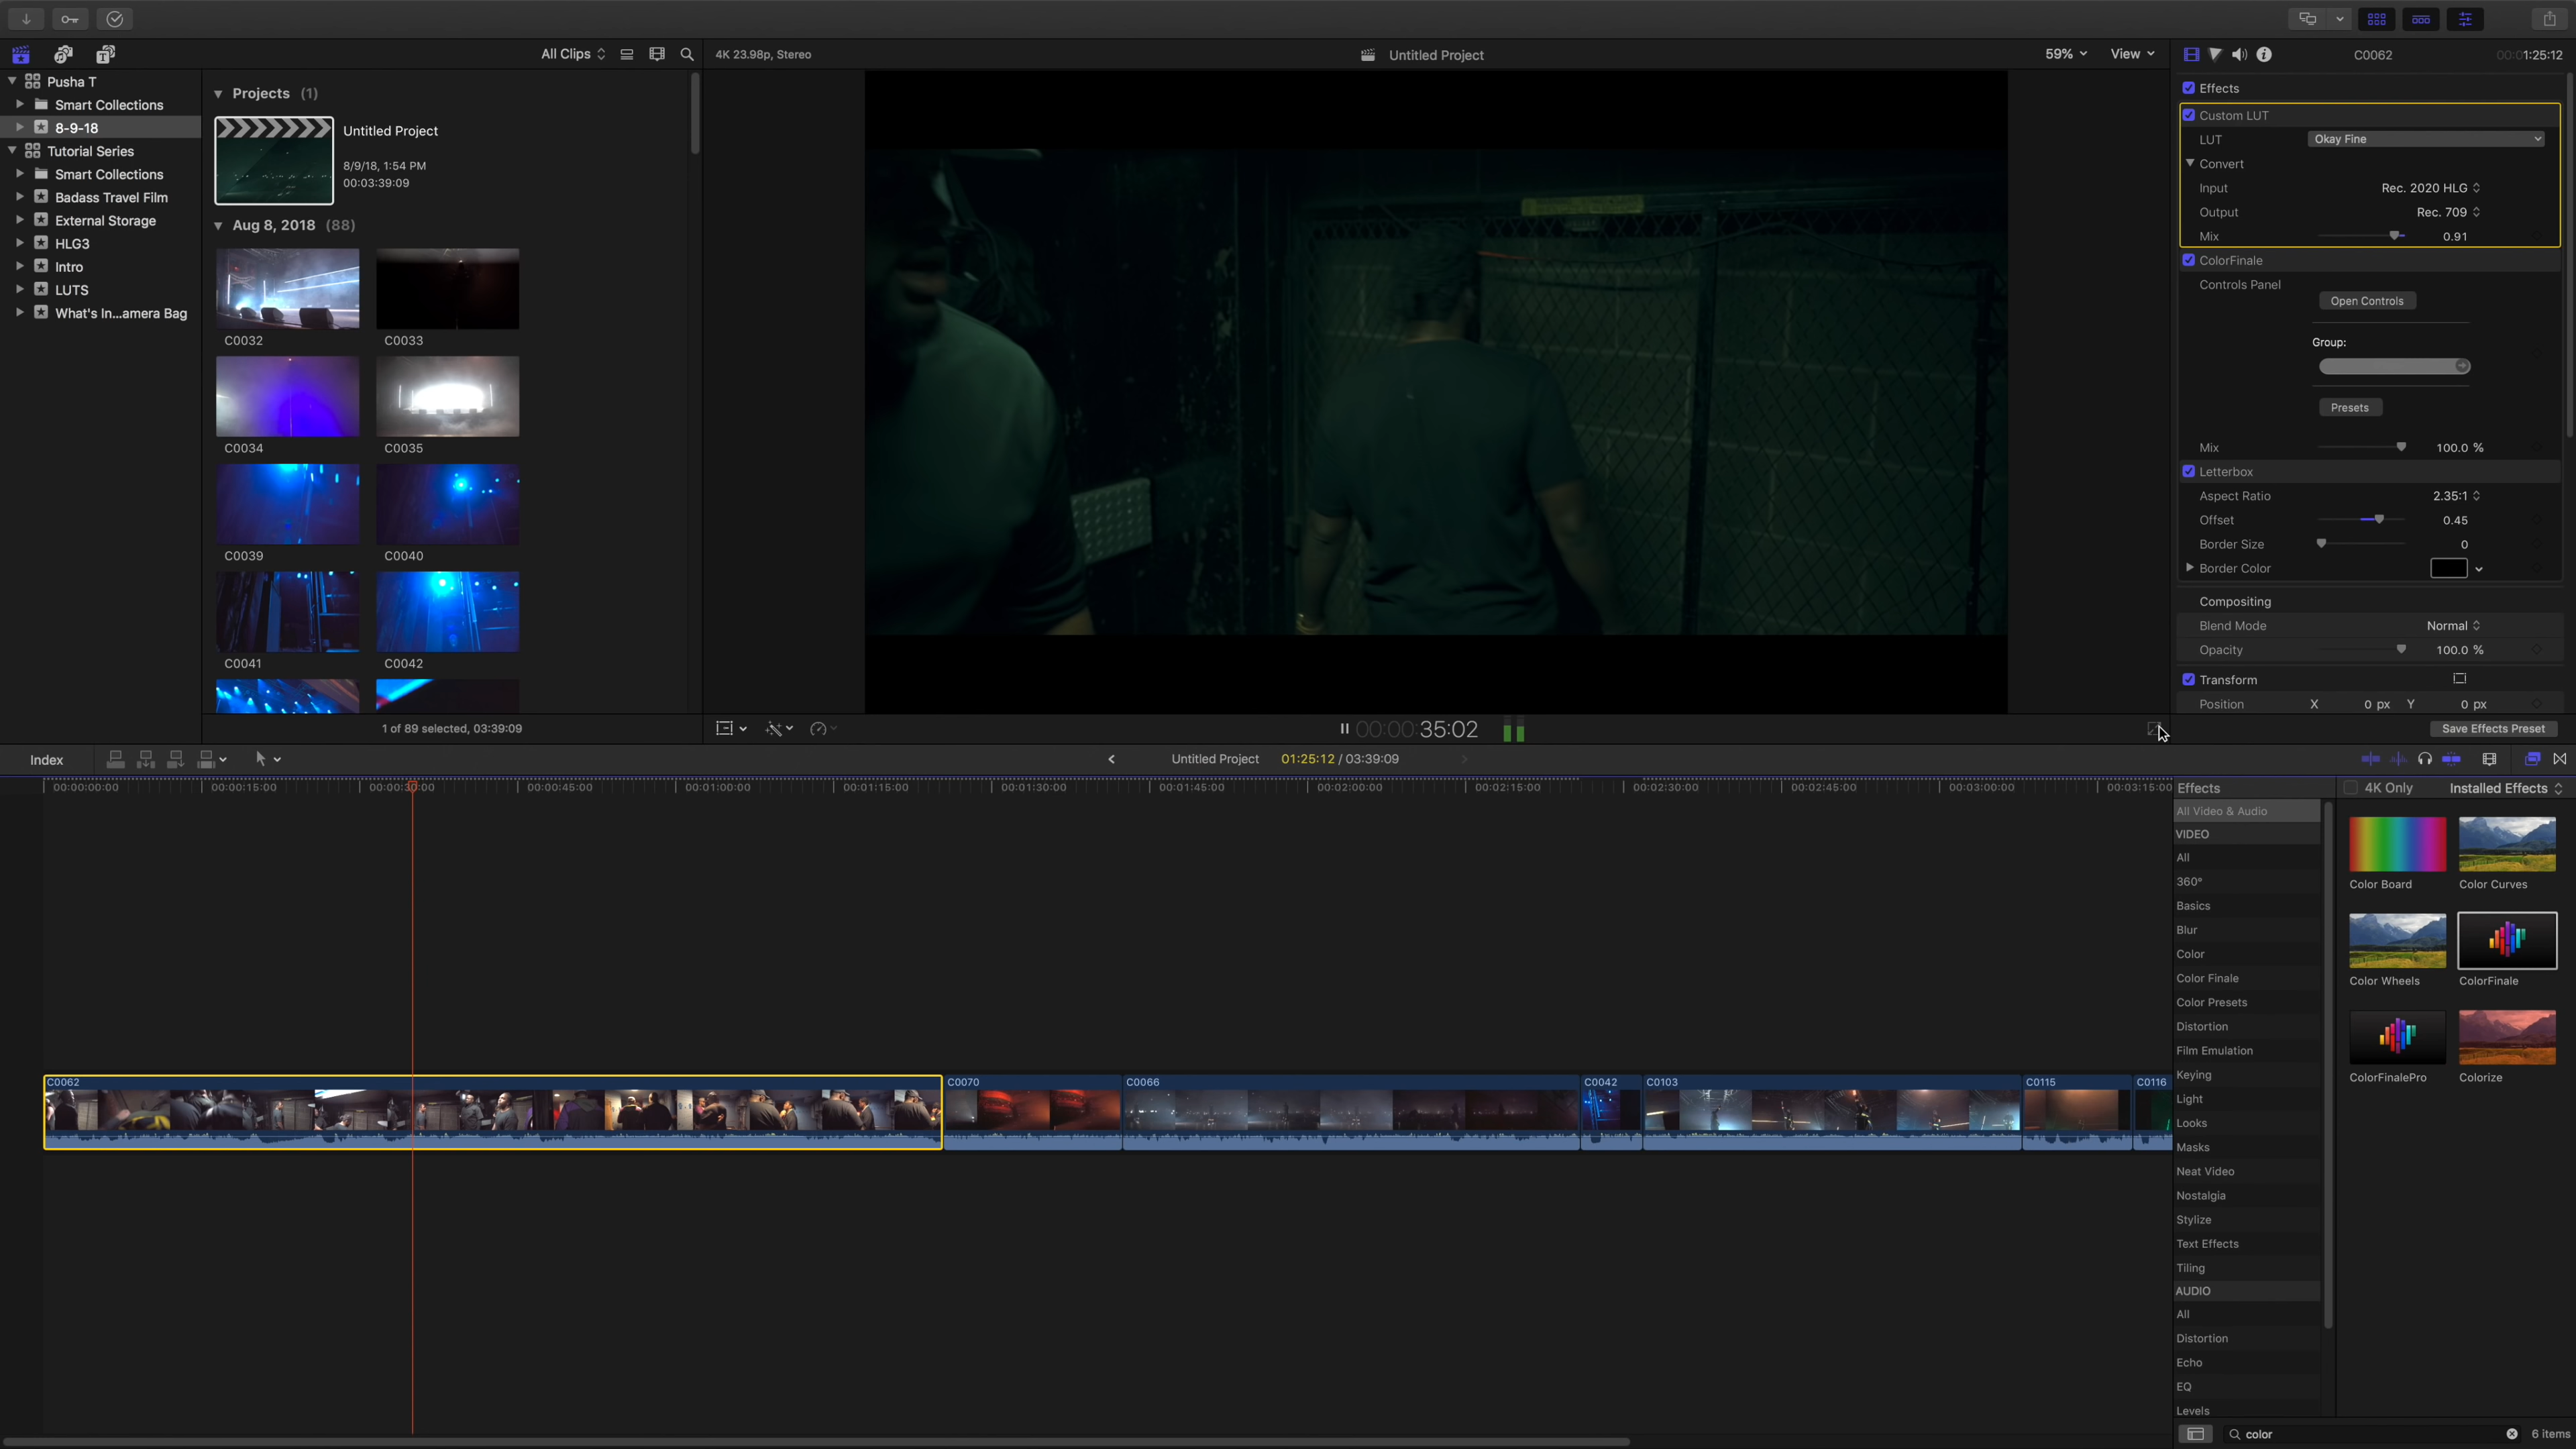 All Clips
4K 23.98p, Stereo
Untitled Project
59%
View
C0062
00:001:25:12
Pusha T
Smart Collections
8-9-18
Tutorial Series
Smart Collections
Badass Travel Film
External Storage
HLG3
Intro
LUTS
What's In...amera Bag
Projects (1)
Untitled Project
8/9/18, 1:54 PM
00:03:39:09
Aug 8, 2018 (88)
C0032
C0033
C0034
C0035
C0039
C0040
C0041
C0042
1 of 89 selected, 03:39:09
00:00:00:35:02
Effects
Custom LUT
LUT
Okay Fine
Convert
Input
Rec. 2020 HLG
Output
Rec. 709
Mix
0.91
ColorFinale
Controls Panel
Open Controls
Group:
Presets
Mix
100.0 %
Letterbox
Aspect Ratio
2.35:1
Offset
0.45
Border Size
0
Border Color
Compositing
Blend Mode
Normal
Opacity
100.0 %
Transform
Position
X
0 px
Y
0 px
Save Effects Preset
Index
Untitled Project
01:25:12 / 03:39:09
00:00:00:00
00:00:15:00
00:00:30:00
00:00:45:00
00:01:00:00
00:01:15:00
00:01:30:00
00:01:45:00
00:02:00:00
00:02:15:00
00:02:30:00
00:02:45:00
00:03:00:00
00:03:15:00
C0062
C0070
C0066
C0042
C0103
C0115
C0116
Effects
4K Only
Installed Effects
All Video & Audio
VIDEO
All
360°
Basics
Blur
Color
Color Finale
Color Presets
Distortion
Film Emulation
Keying
Light
Looks
Masks
Neat Video
Nostalgia
Stylize
Text Effects
Tiling
AUDIO
All
Distortion
Echo
EQ
Levels
Color Board
Color Curves
Color Wheels
ColorFinale
ColorFinalePro
Colorize
color
6 items